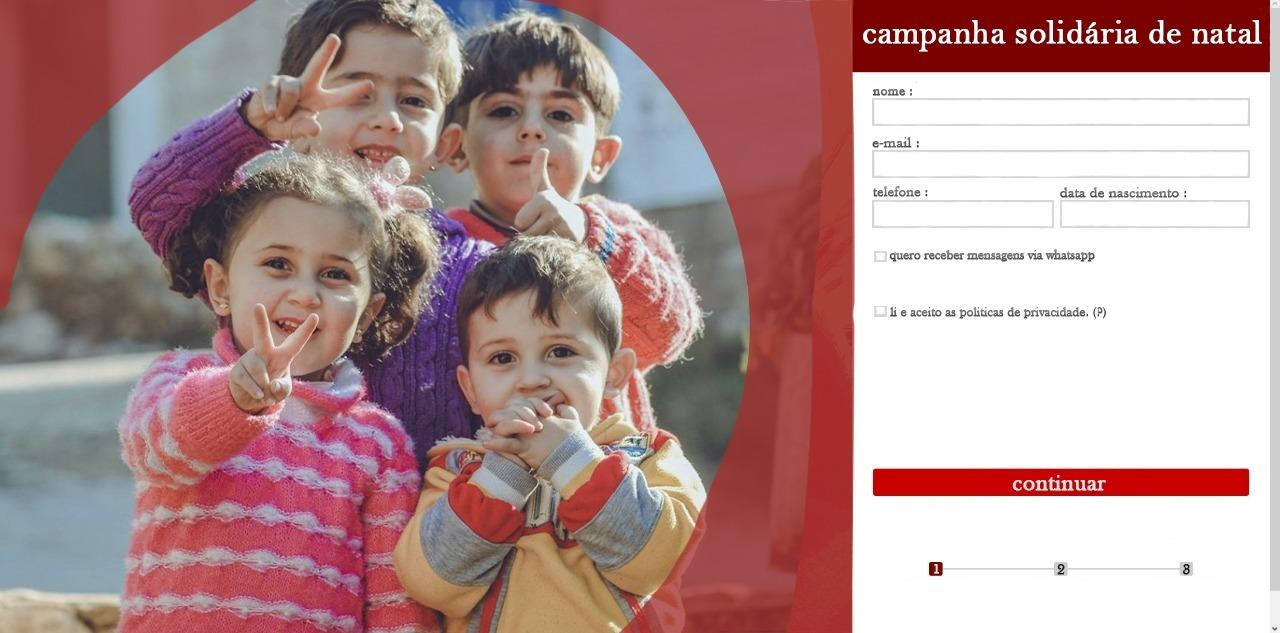 campanha solidária de natal
nome :
e-mail :
telefone :
data de nascimento :
quero receber mensagens via whatsapp
li e aceito as politicas de privacidade. (?)
continuar
1 2 3